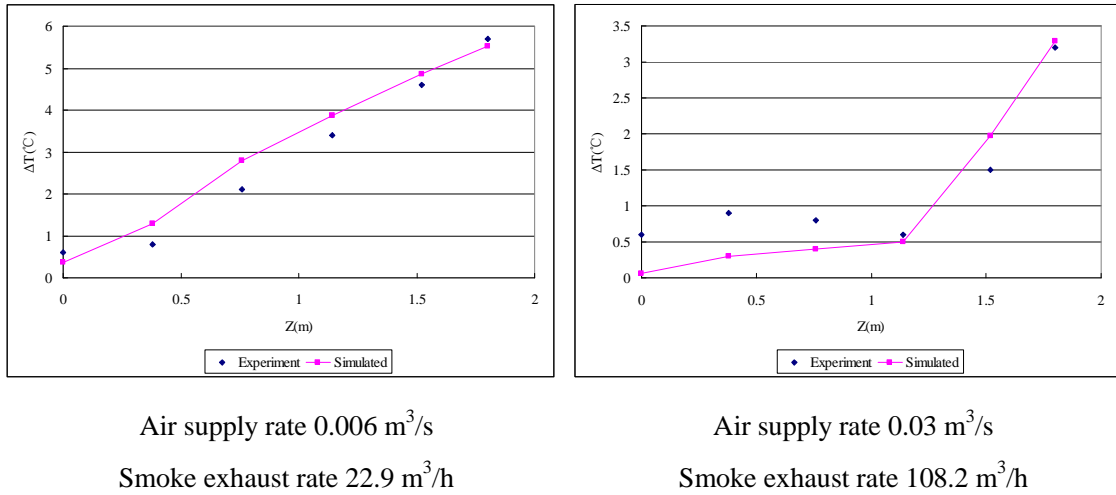 6
5
4
3
2
1
0
ΔT(℃)
0 0.5 1 1.5 2
Z(m)
Experiment Simulated
3.5
3
2.5
2
1.5
1
0.5
0
ΔT(℃)
0 0.5 1 1.5 2
Z(m)
Experiment Simulated
Air supply rate 0.006 m³/s
Smoke exhaust rate 22.9 m³/h
Air supply rate 0.03 m³/s
Smoke exhaust rate 108.2 m³/h